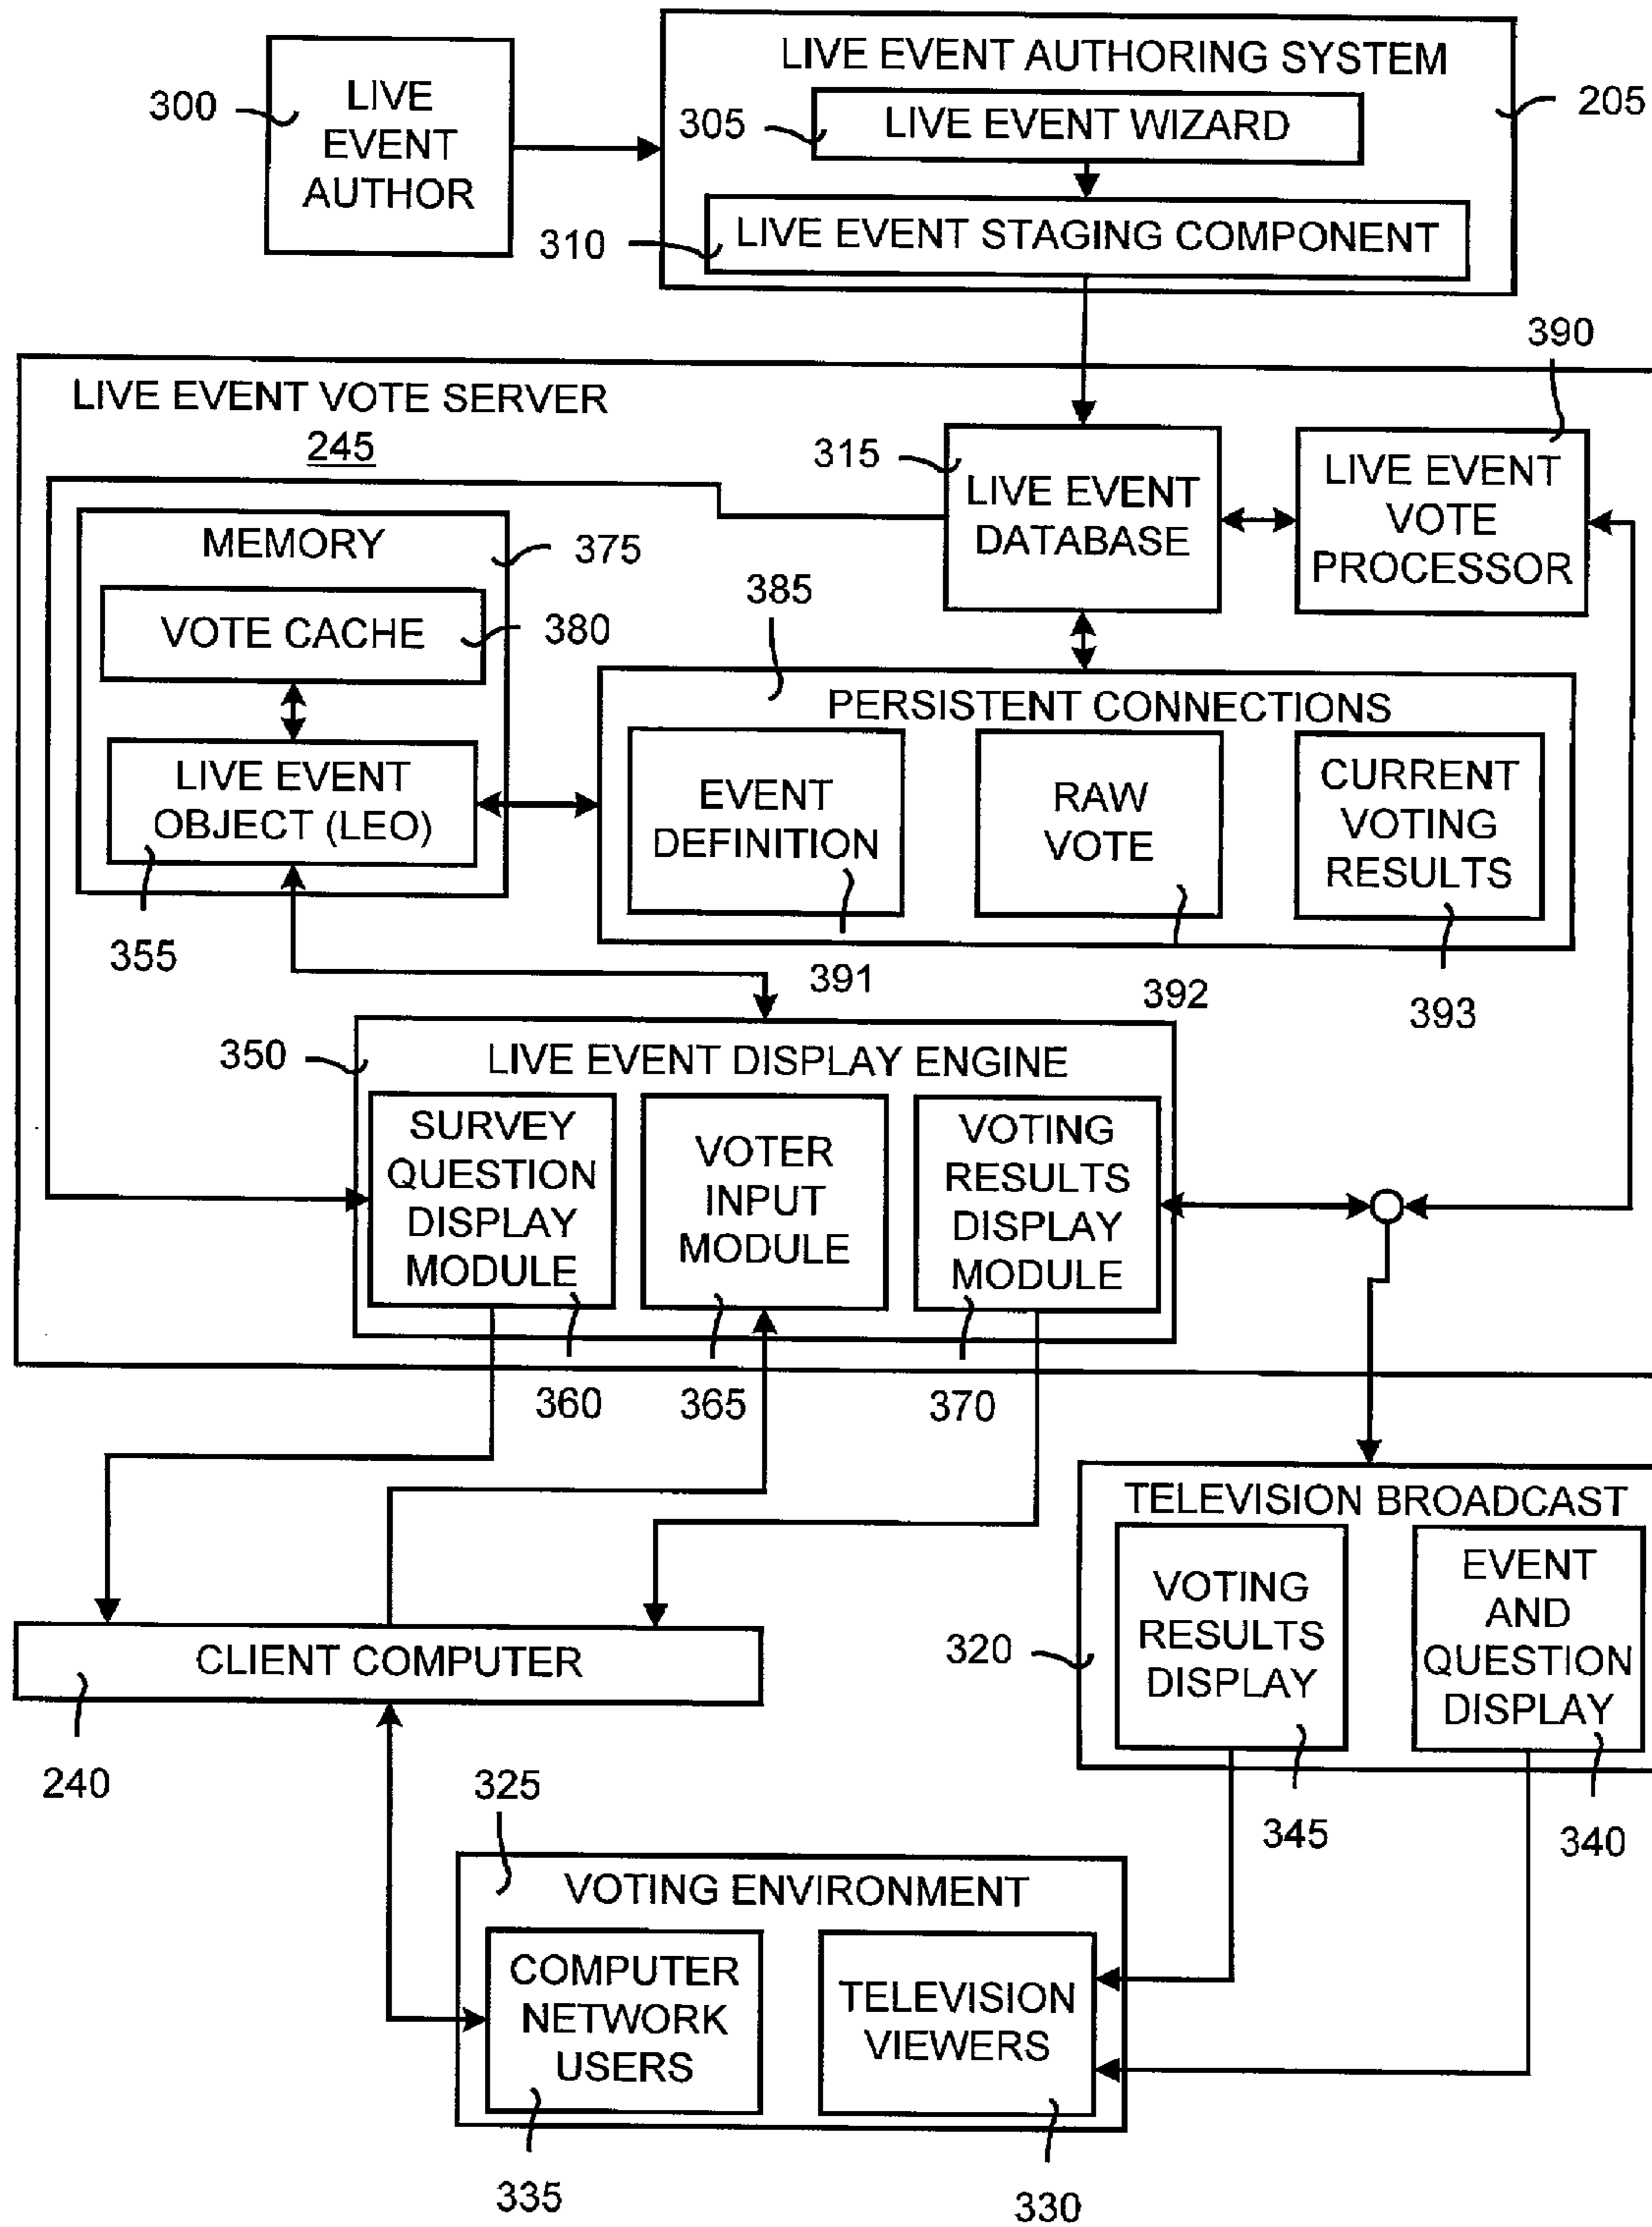 LIVE EVENT AUTHORING SYSTEM
300
LIVE
EVENT
AUTHOR
305
LIVE EVENT WIZARD
205
310
LIVE EVENT STAGING COMPONENT
390
LIVE EVENT VOTE SERVER
245
315
LIVE EVENT
DATABASE
LIVE EVENT
VOTE
PROCESSOR
MEMORY
375
VOTE CACHE
380
385
PERSISTENT CONNECTIONS
LIVE EVENT
OBJECT (LEO)
355
EVENT
DEFINITION
391
RAW
VOTE
392
CURRENT
VOTING
RESULTS
393
350
LIVE EVENT DISPLAY ENGINE
SURVEY
QUESTION
DISPLAY
MODULE
VOTER
INPUT
MODULE
VOTING
RESULTS
DISPLAY
MODULE
360
365
370
TELEVISION BROADCAST
320
VOTING
RESULTS
DISPLAY
EVENT
AND
QUESTION
DISPLAY
345
340
CLIENT COMPUTER
240
325
VOTING ENVIRONMENT
COMPUTER
NETWORK
USERS
TELEVISION
VIEWERS
335
330